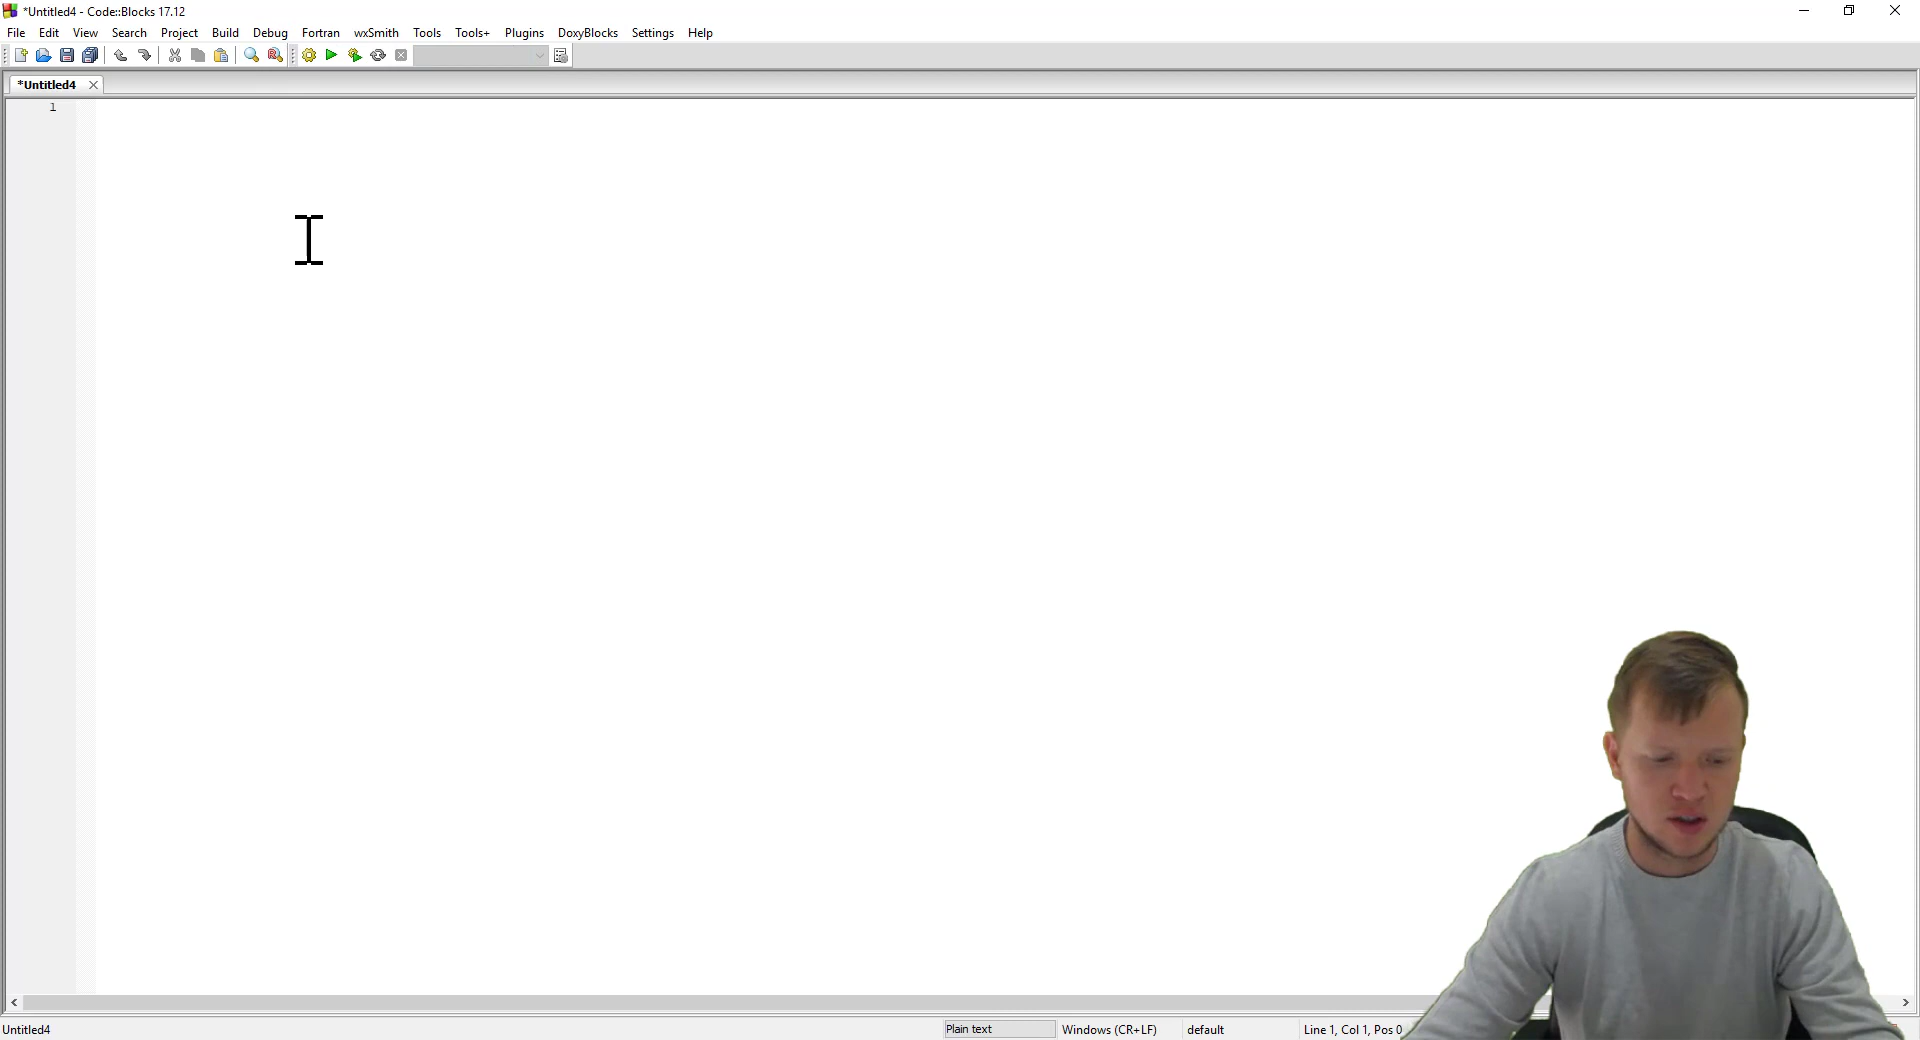 *Untitled4 - Code::Blocks 17.12
File Edit View Search Project Build Debug Fortran wxSmith Tools Tools+ Plugins DoxyBlocks Settings Help
*Untitled4
1
Untitled4 Plain text Windows (CR+LF) default Line 1, Col 1, Pos 0